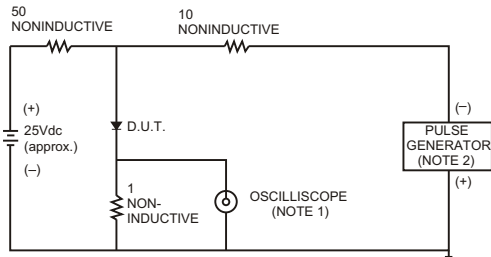 50
NONINDUCTIVE
10
NONINDUCTIVE
(+)
25Vdc
(approx.)
(–)
D.U.T.
1
NON-
INDUCTIVE
OSCILLISCOPE
(NOTE 1)
(–)
PULSE
GENERATOR
(NOTE 2)
(+)